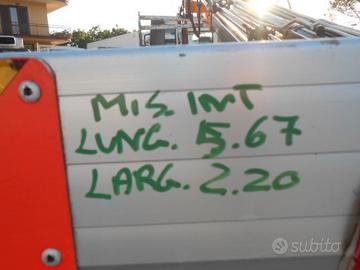 MIS. INT
LUNG. 5.67
LARG. 2.20
subito